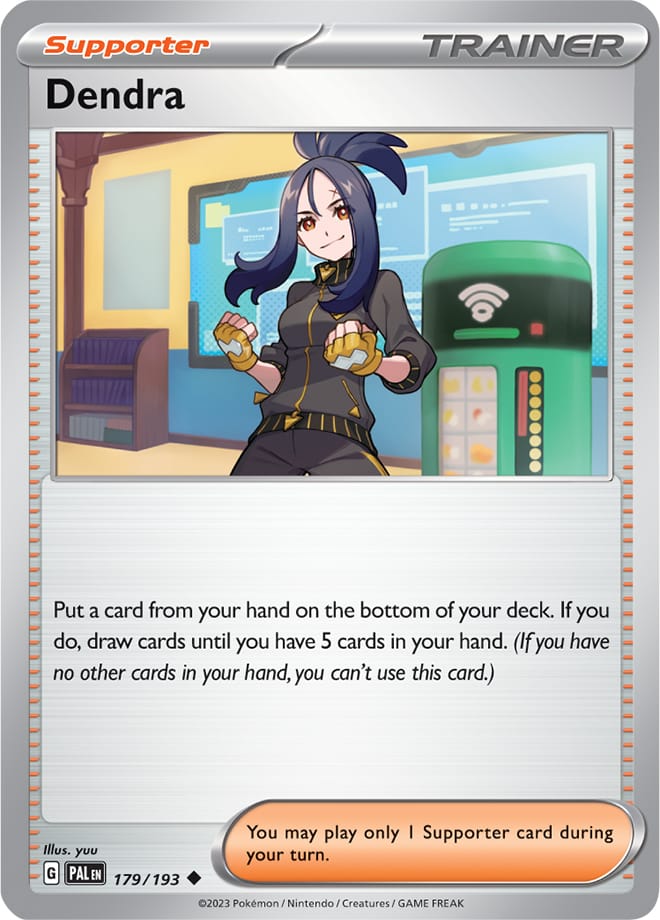 Supporter
TRAINER
Dendra
Put a card from your hand on the bottom of your deck. If you
do, draw cards until you have 5 cards in your hand. (If you have
no other cards in your hand, you can't use this card.)
You may play only 1 Supporter card during
your turn.
Illus. yuu
G PAL EN 179/193
©2023 Pokémon / Nintendo / Creatures / GAME FREAK